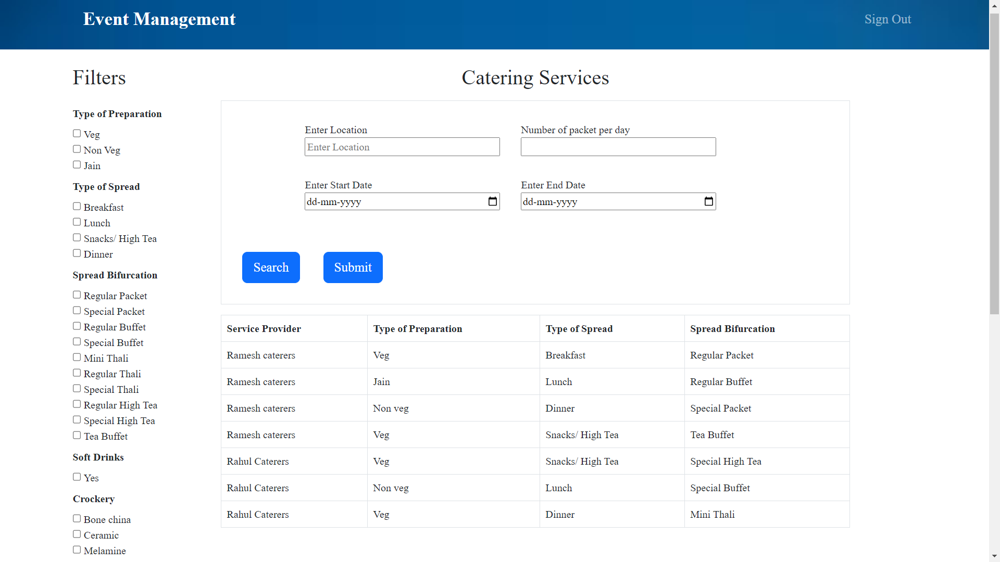 Event Management
Sign Out
Filters
Type of Preparation
Veg
Non Veg
Jain
Type of Spread
Breakfast
Lunch
Snacks/ High Tea
Dinner
Spread Bifurcation
Regular Packet
Special Packet
Regular Buffet
Special Buffet
Mini Thali
Regular Thali
Special Thali
Regular High Tea
Special High Tea
Tea Buffet
Soft Drinks
Yes
Crockery
Bone china
Ceramic
Melamine
Catering Services
Enter Location
Enter Location
Number of packet per day
Enter Start Date
dd-mm-yyyy
Enter End Date
dd-mm-yyyy
Search
Submit
Service Provider Type of Preparation Type of Spread Spread Bifurcation
Ramesh caterers Veg Breakfast Regular Packet
Ramesh caterers Jain Lunch Regular Buffet
Ramesh caterers Non veg Dinner Special Packet
Ramesh caterers Veg Snacks/ High Tea Tea Buffet
Rahul Caterers Veg Snacks/ High Tea Special High Tea
Rahul Caterers Non veg Lunch Special Buffet
Rahul Caterers Veg Dinner Mini Thali